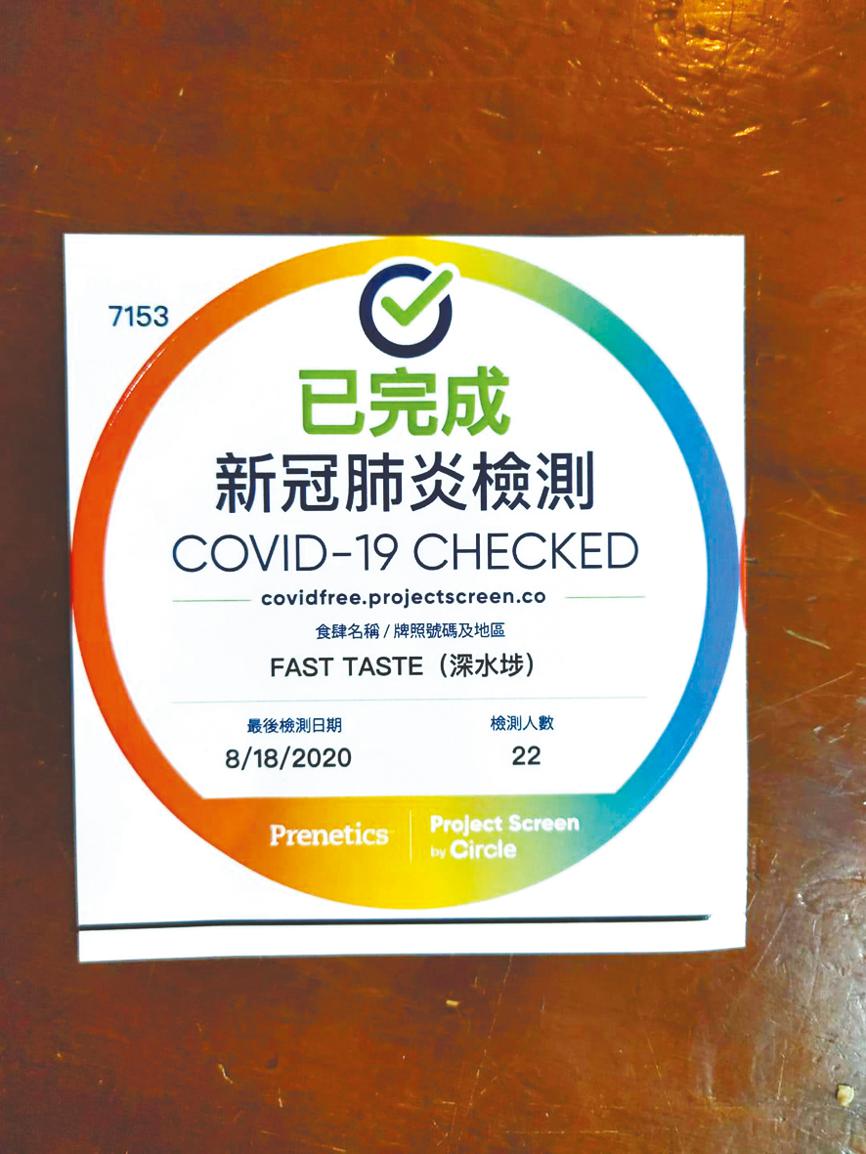 7153
已完成
新冠肺炎檢測
COVID-19 CHECKED
covidfree.projectscreen.co
食肆名稱 / 牌照號碼及地區
FAST TASTE（深水埗）
最後檢測日期
檢測人數
8/18/2020
22
Prenetics
Project Screen
by Circle